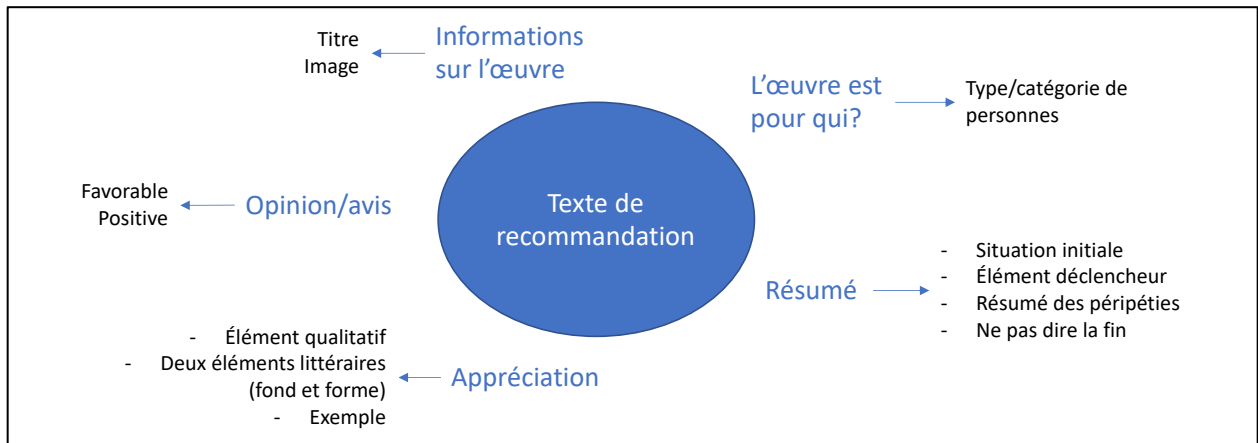 Titre
Image
Informations
sur l'œuvre
L'œuvre est
pour qui?
Type/catégorie de
personnes
Favorable
Positive
Opinion/avis
Texte de
recommandation
Résumé
- Situation initiale
- Élément déclencheur
- Résumé des péripéties
- Ne pas dire la fin
- Élément qualitatif
- Deux éléments littéraires
(fond et forme)
- Exemple
Appréciation